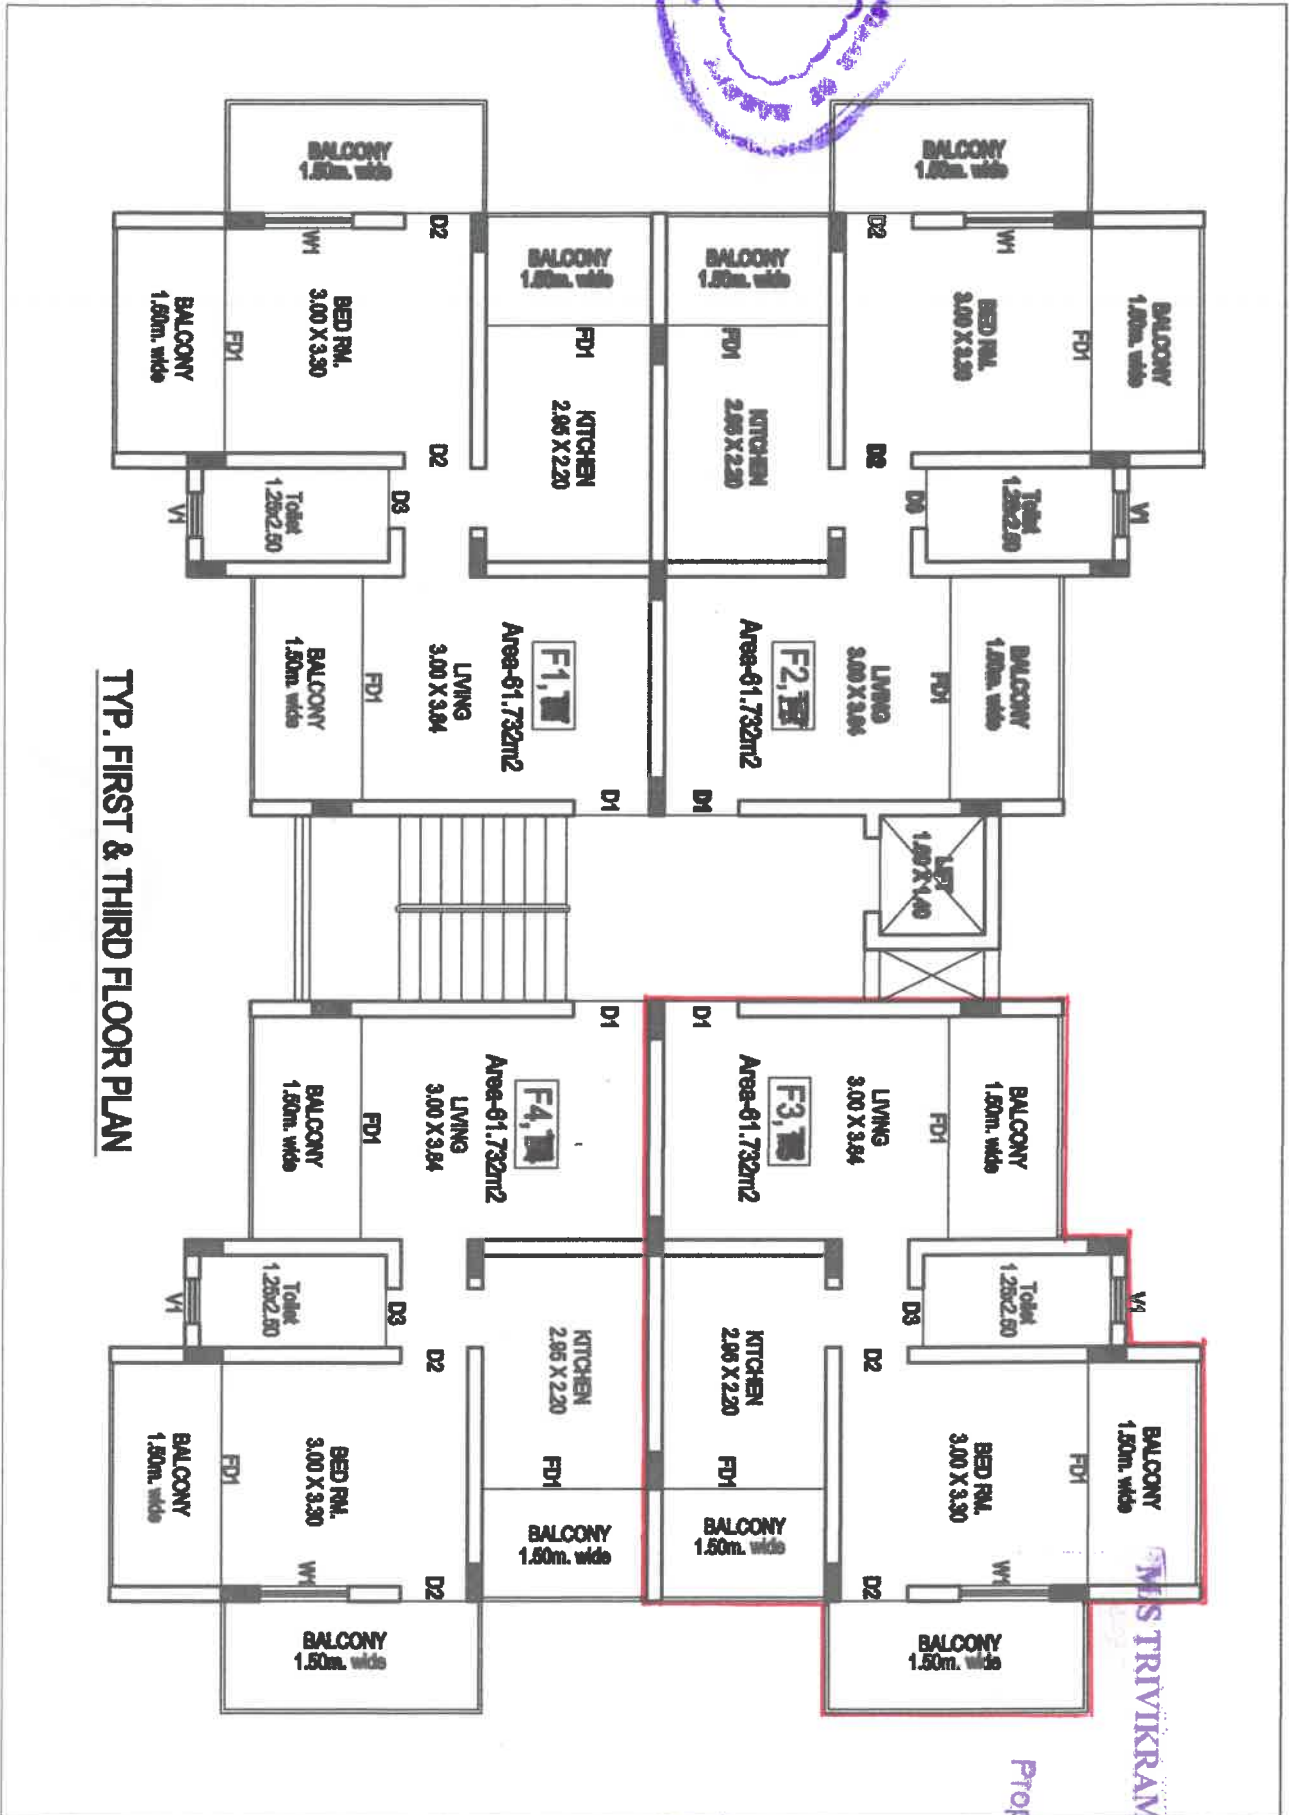 M/S TRIVIKRAM
Prop
BALCONY
1.50m. wide
BALCONY
1.50m. wide
FD1
W1
BED RM.
3.00 X 3.30
D2
D2
V1
Toilet
1.25x2.50
D3
BALCONY
1.50m. wide
FD1
LIVING
3.00 X 3.84
F2,
Area-61.732m2
D1
BALCONY
1.50m. wide
FD1
KITCHEN
2.95 X 2.20
LIFT
BALCONY
1.50m. wide
FD1
LIVING
3.00 X 3.84
F3,
Area-61.732m2
D1
V1
Toilet
1.25x2.50
D3
BALCONY
1.50m. wide
FD1
BED RM.
3.00 X 3.30
W1
D2
D2
BALCONY
1.50m. wide
KITCHEN
2.95 X 2.20
FD1
BALCONY
1.50m. wide
BALCONY
1.50m. wide
FD1
KITCHEN
2.95 X 2.20
D2
D2
BALCONY
1.50m. wide
W1
BED RM.
3.00 X 3.30
FD1
BALCONY
1.50m. wide
D3
Toilet
1.25x2.50
V1
D1
F1,
Area-61.732m2
LIVING
3.00 X 3.84
FD1
BALCONY
1.50m. wide
D1
F4,
Area-61.732m2
LIVING
3.00 X 3.84
FD1
BALCONY
1.50m. wide
KITCHEN
2.95 X 2.20
FD1
BALCONY
1.50m. wide
D3
Toilet
1.25x2.50
V1
D2
D2
BED RM.
3.00 X 3.30
W1
FD1
BALCONY
1.50m. wide
BALCONY
1.50m. wide
TYP. FIRST & THIRD FLOOR PLAN